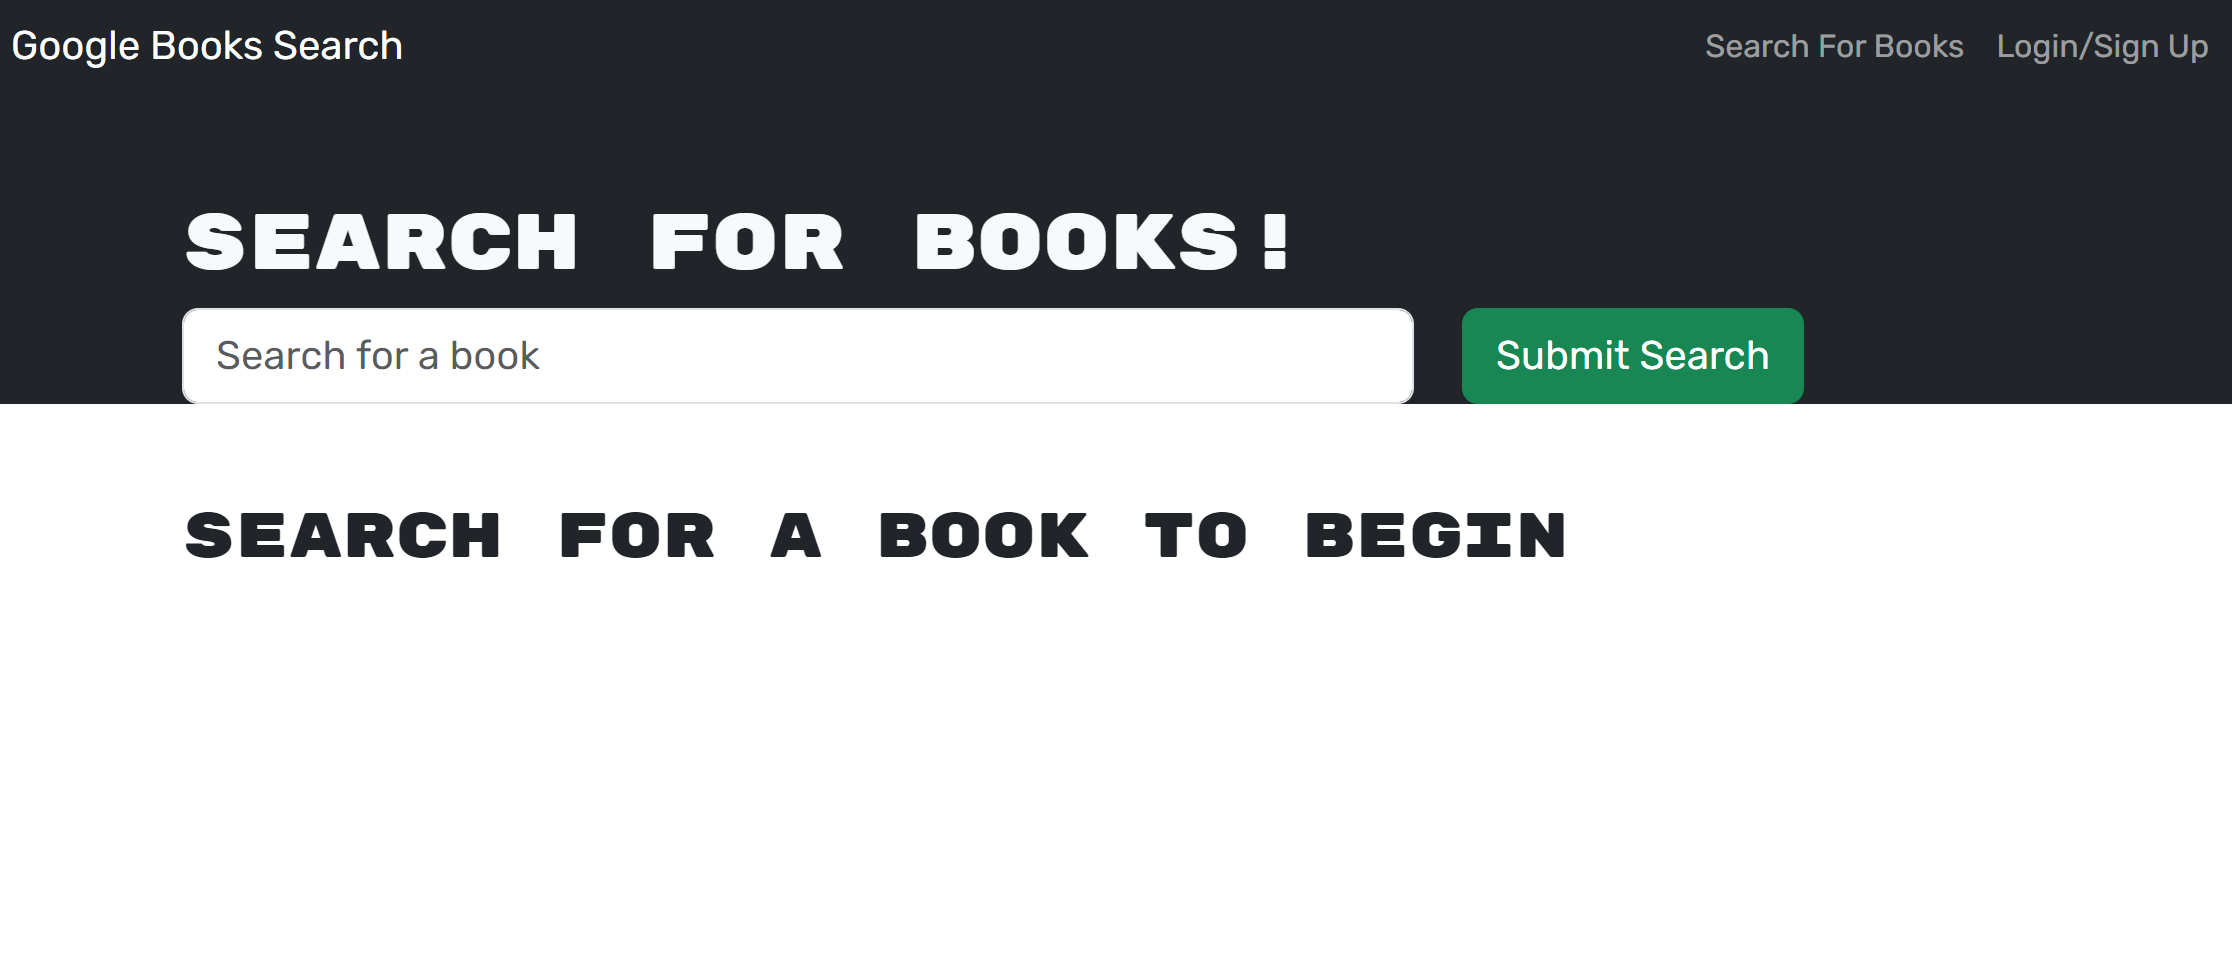 Google Books Search
Search For Books
Login/Sign Up
SEARCH FOR BOOKS!
Search for a book
Submit Search
SEARCH FOR A BOOK TO BEGIN